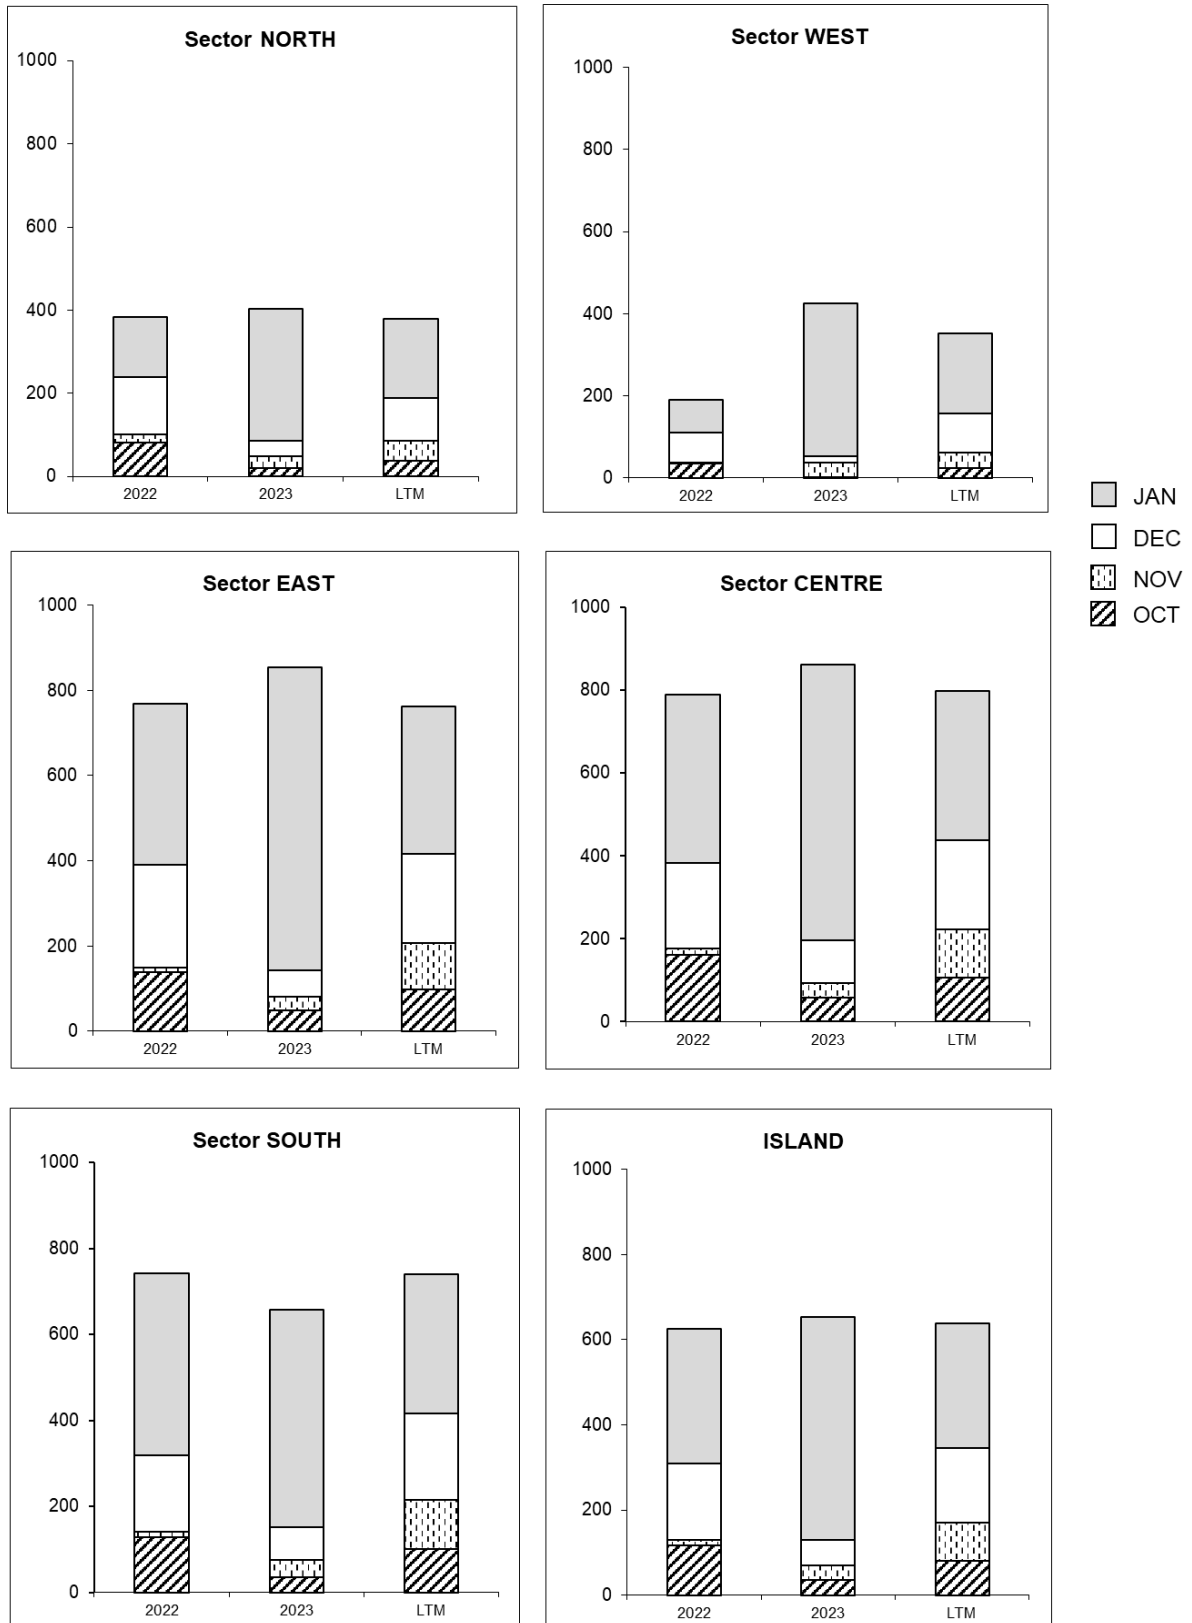 Sector NORTH
1000
800
600
400
200
0
2022 2023 LTM
Sector WEST
1000
800
600
400
200
0
2022 2023 LTM
JAN
DEC
NOV
OCT
Sector EAST
1000
800
600
400
200
0
2022 2023 LTM
Sector CENTRE
1000
800
600
400
200
0
2022 2023 LTM
Sector SOUTH
1000
800
600
400
200
0
2022 2023 LTM
ISLAND
1000
800
600
400
200
0
2022 2023 LTM